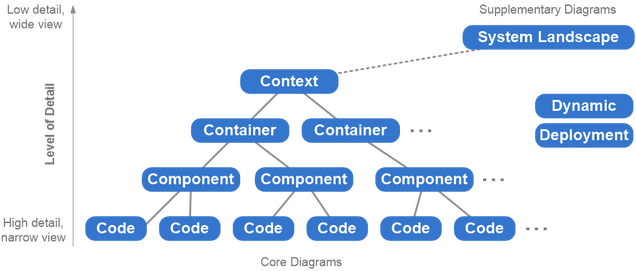 Low detail,
wide view
Supplementary Diagrams
System Landscape
Context
Level of Detail
Dynamic
Container
Container
...
Deployment
Component
Component
Component
...
High detail,
narrow view
Code
Code
Code
Code
Code
Code
...
Core Diagrams